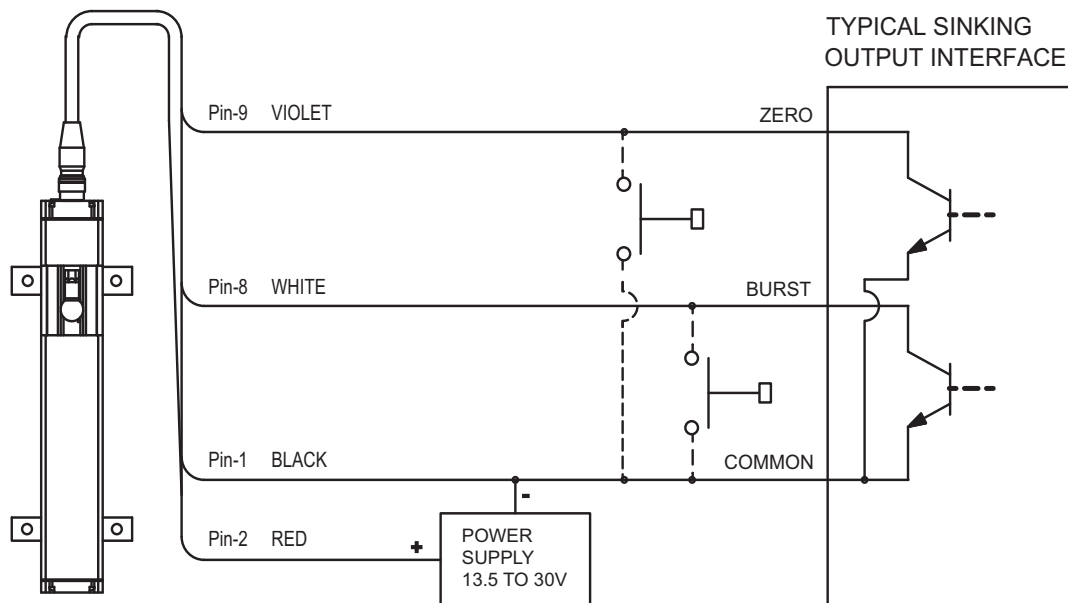 TYPICAL SINKING
OUTPUT INTERFACE
Pin-9 VIOLET
ZERO
Pin-8 WHITE
BURST
Pin-1 BLACK
COMMON
-
Pin-2 RED
+
POWER
SUPPLY
13.5 TO 30V